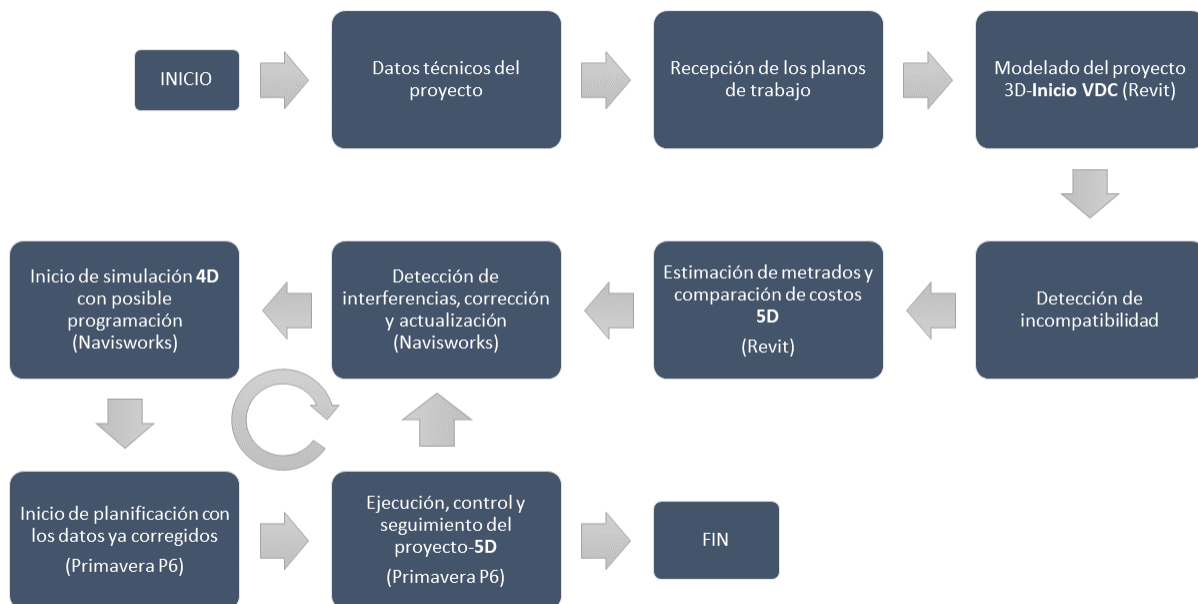 INICIO
Datos técnicos del
proyecto
Recepción de los planos
de trabajo
Modelado del proyecto
3D-Inicio VDC (Revit)
Detección de
incompatibilidad
Estimación de metrados y
comparación de costos
5D
(Revit)
Detección de
interferencias, corrección
y actualización
(Navisworks)
Inicio de simulación 4D
con posible
programación
(Navisworks)
Inicio de planificación con
los datos ya corregidos
(Primavera P6)
Ejecución, control y
seguimiento del
proyecto-5D
(Primavera P6)
FIN